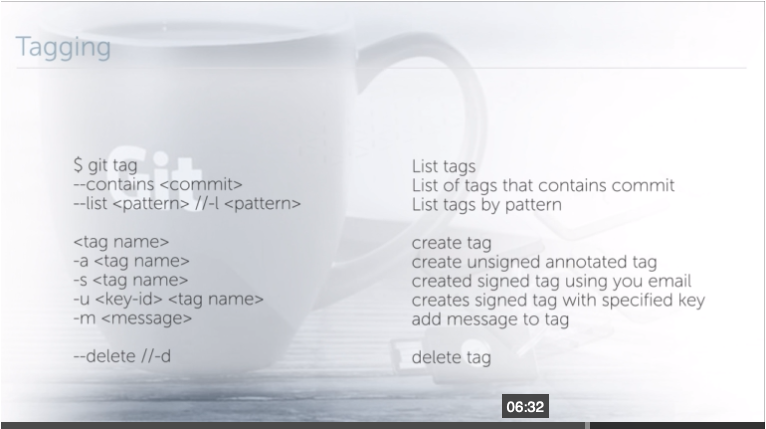 Tagging
Git
$ git tag List tags
--contains <commit> List of tags that contains commit
--list <pattern> //-l <pattern> List tags by pattern
<tag name> create tag
-a <tag name> create unsigned annotated tag
-s <tag name> created signed tag using you email
-u <key-id> <tag name> creates signed tag with specified key
-m <message> add message to tag
--delete //-d delete tag
06:32